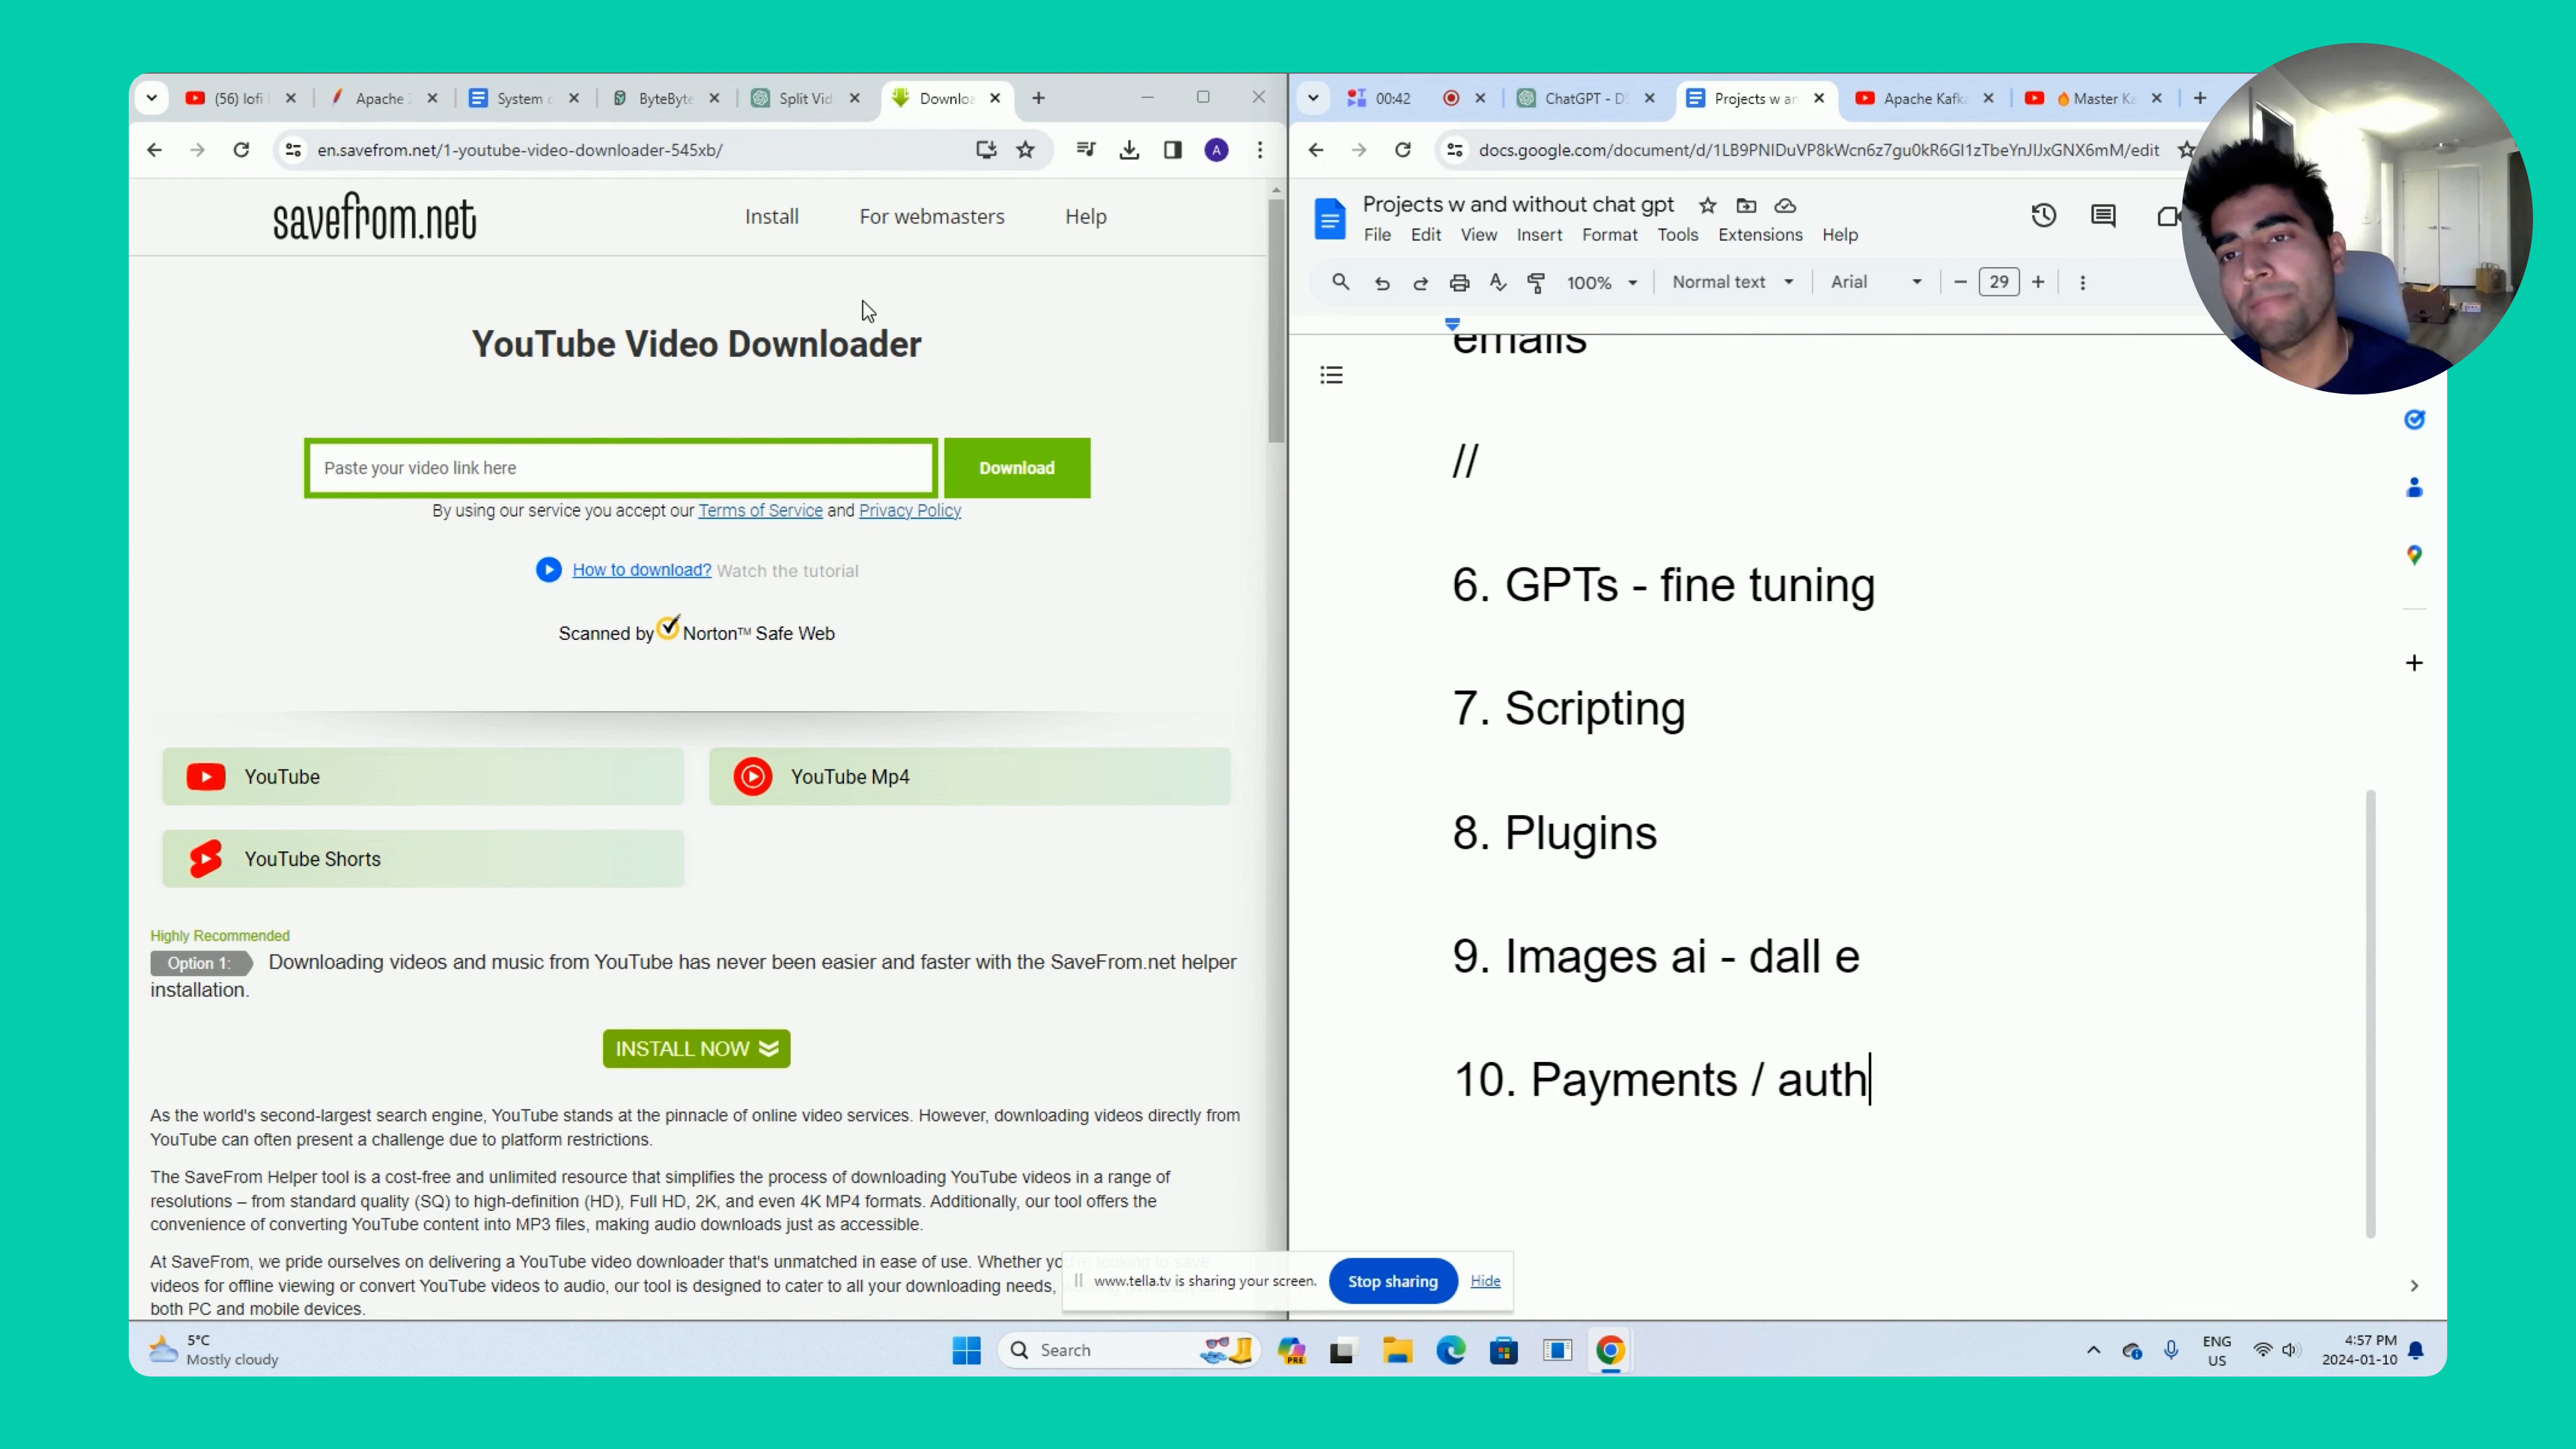 (56) lofi
Apache
System
ByteByte
Split Vid
Downloa
en.savefrom.net/1-youtube-video-downloader-545xb/
A
savefrom.net
Install
For webmasters
Help
YouTube Video Downloader
Paste your video link here
Download
By using our service you accept our Terms of Service and Privacy Policy
How to download? Watch the tutorial
Scanned by Norton™ Safe Web
YouTube
YouTube Mp4
YouTube Shorts
Highly Recommended
Option 1: Downloading videos and music from YouTube has never been easier and faster with the SaveFrom.net helper
installation.
INSTALL NOW
As the world's second-largest search engine, YouTube stands at the pinnacle of online video services. However, downloading videos directly from
YouTube can often present a challenge due to platform restrictions.
The SaveFrom Helper tool is a cost-free and unlimited resource that simplifies the process of downloading YouTube videos in a range of
resolutions – from standard quality (SQ) to high-definition (HD), Full HD, 2K, and even 4K MP4 formats. Additionally, our tool offers the
convenience of converting YouTube content into MP3 files, making audio downloads just as accessible.
At SaveFrom, we pride ourselves on delivering a YouTube video downloader that's unmatched in ease of use. Whether you're looking to save
videos for offline viewing or convert YouTube videos to audio, our tool is designed to cater to all your downloading needs,
both PC and mobile devices.
00:42
ChatGPT - D
Projects w an
Apache Kafk
Master Ka
docs.google.com/document/d/1LB9PNIDuVP8kWcn6z7gu0kR6GI1zTbeYnJIJxGNX6mM/edit
Projects w and without chat gpt
File Edit View Insert Format Tools Extensions Help
100% Normal text Arial 29
emails
//
6. GPTs - fine tuning
7. Scripting
8. Plugins
9. Images ai - dall e
10. Payments / auth
www.tella.tv is sharing your screen.
Stop sharing
Hide
5°C
Mostly cloudy
Search
PRE
ENG
US
4:57 PM
2024-01-10